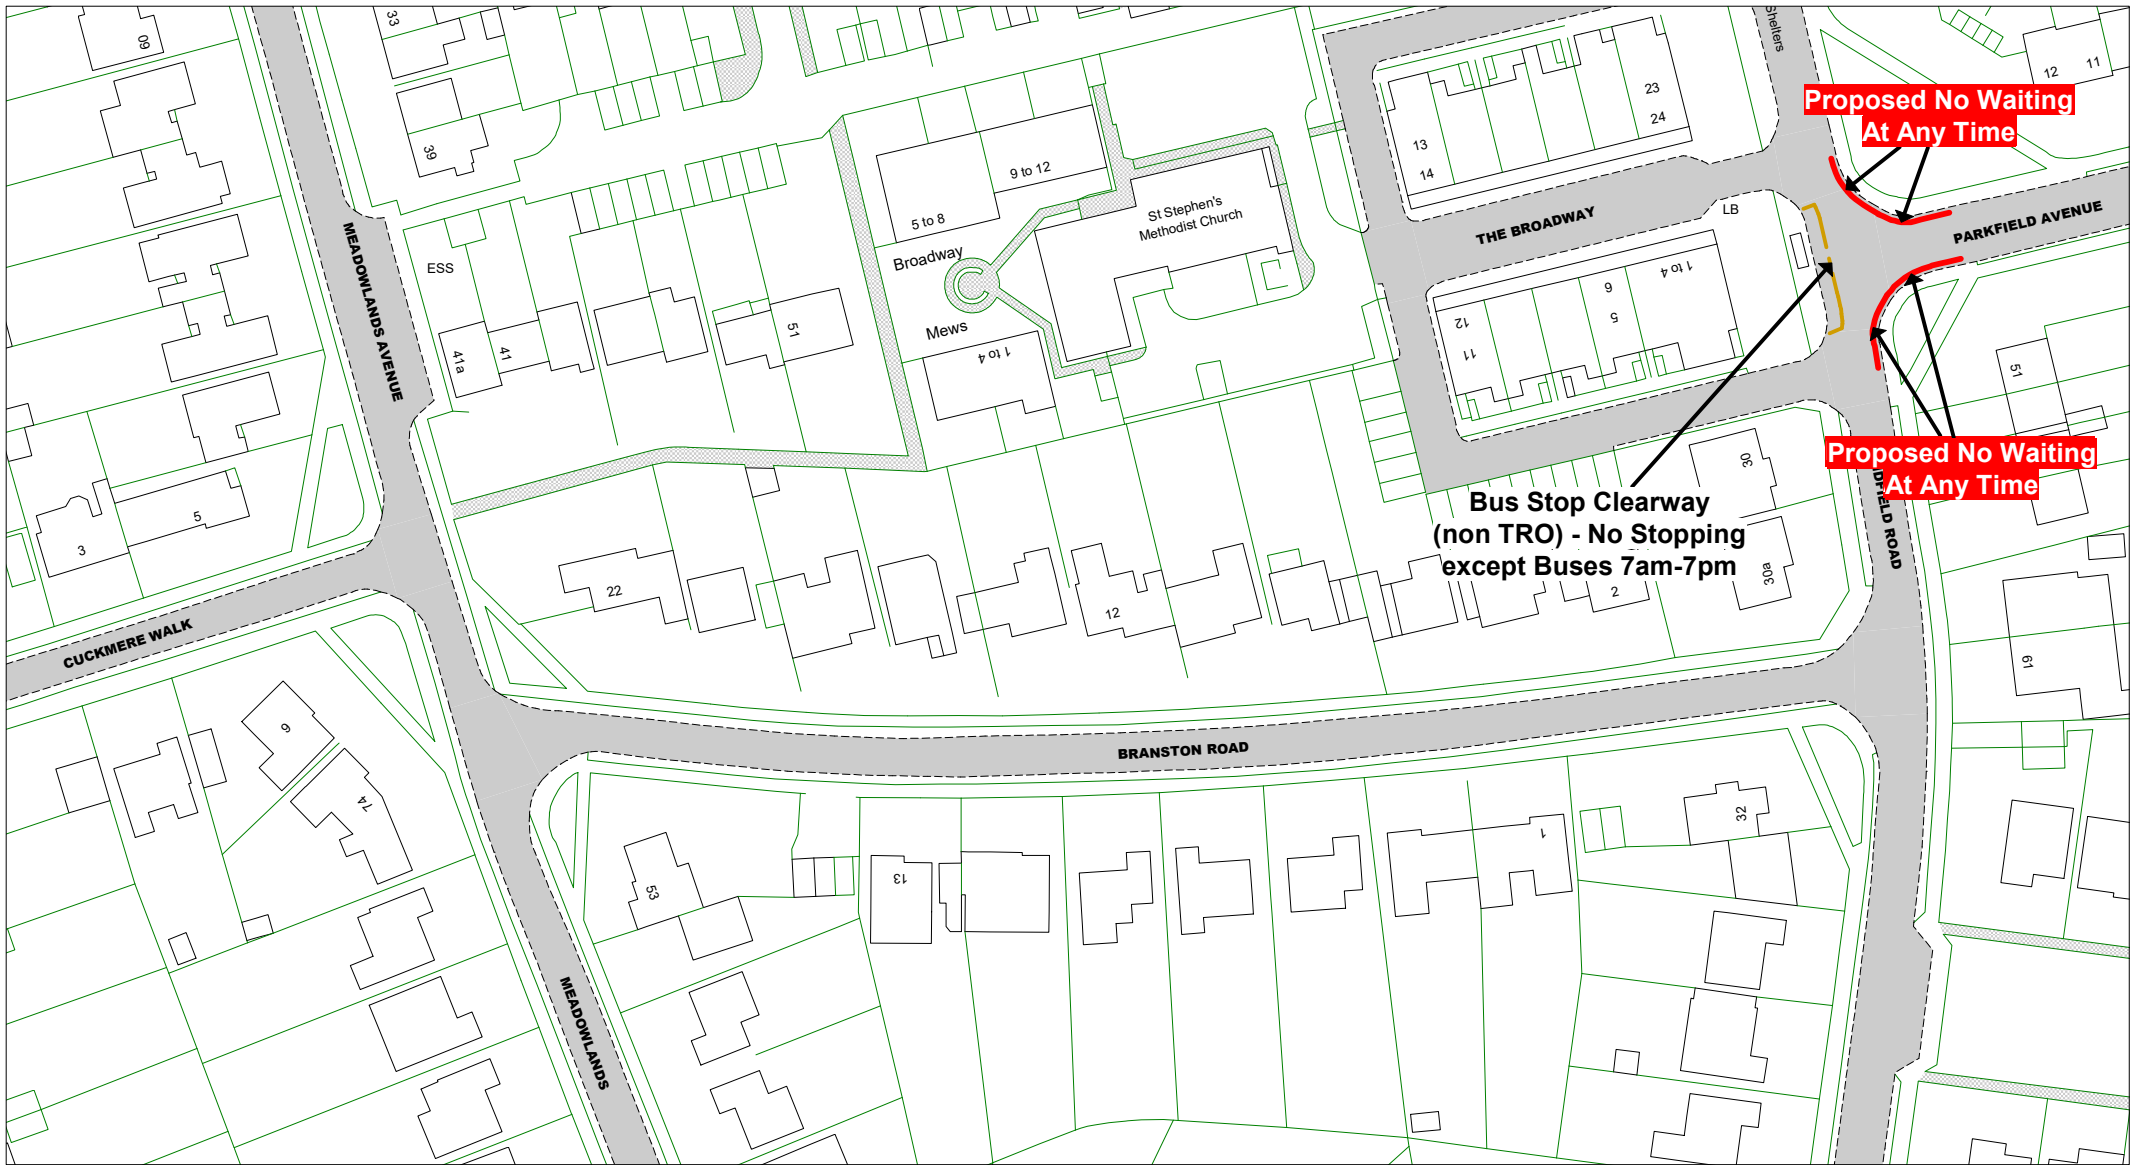 33
60
39
Shelters
12
11
Proposed No Waiting
At Any Time
23
24
13
14
9 to 12
5 to 8
St Stephen's
Methodist Church
Broadway
Mews
1 to 4
THE BROADWAY
LB
PARKFIELD AVENUE
MEADOWLANDS AVENUE
ESS
41a
41
51
1 to 4
6
5
12
11
51
Proposed No Waiting
At Any Time
DFIELD ROAD
Bus Stop Clearway
(non TRO) - No Stopping
except Buses 7am-7pm
30
30a
2
5
3
22
12
61
CUCKMERE WALK
BRANSTON ROAD
9
74
53
13
1
32
MEADOWLANDS